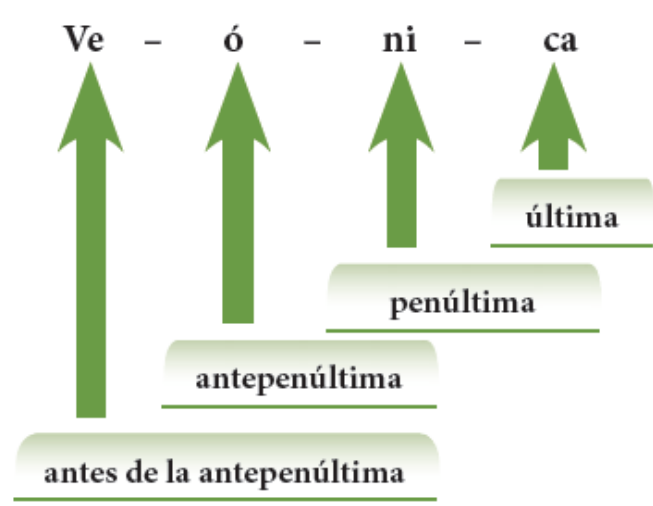 Ve – ó – ni – ca
última
penúltima
antepenúltima
antes de la antepenúltima